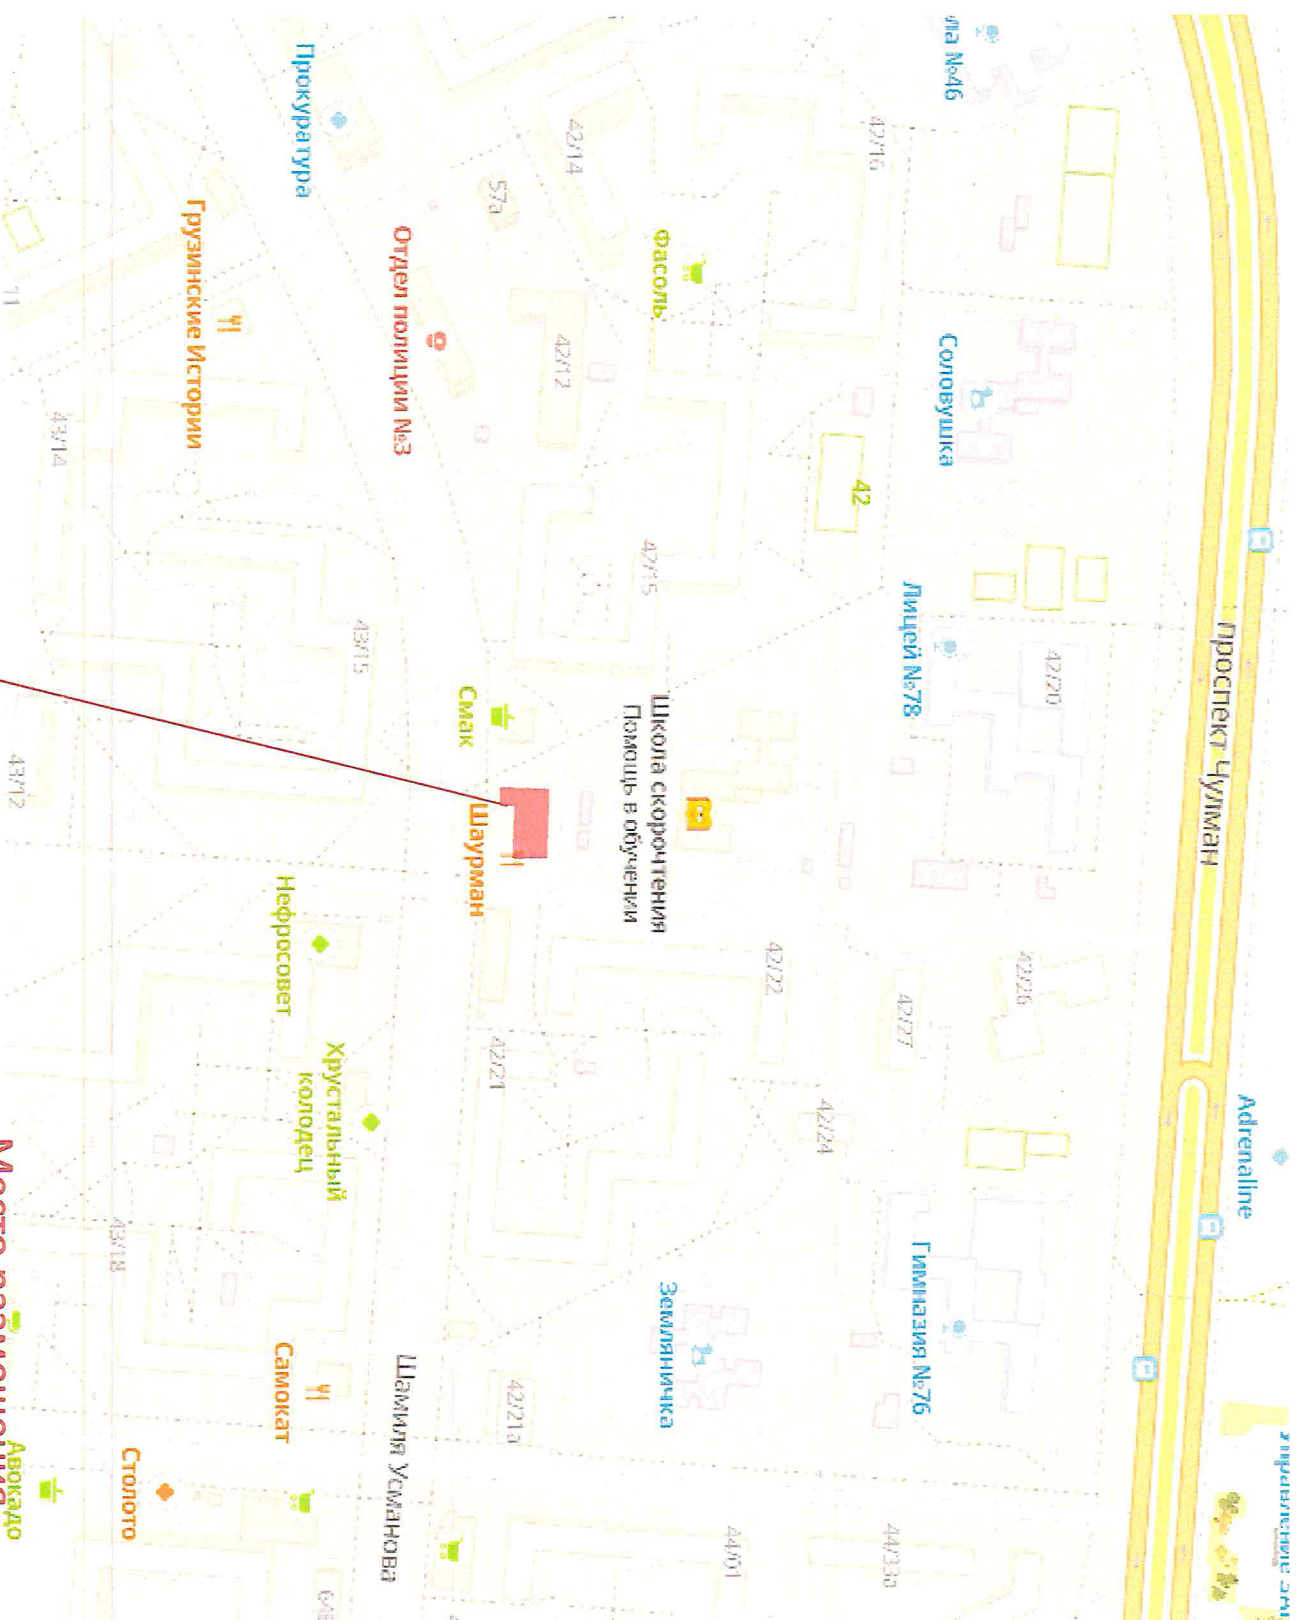 Adrenaline
Проспект Чулман
№46
42/16
Соловушка
42
Лицей №78
42/20
42/26
42/27
42/24
Гимназия №76
44/33а
Фасоль
42/14
57а
42/12
42/15
Школа скорочтения
Помощь в обучении
42/22
Земляничка
44/01
Отдел полиции №3
Смак
Шаурман
42/21
42/21а
Прокуратура
43/15
Нефросовет
Хрустальный
колодец
Самокат
Шамиля Усманова
Грузинские Истории
43/14
43/12
43/18
Столото
11
Место размещения
Авокадо